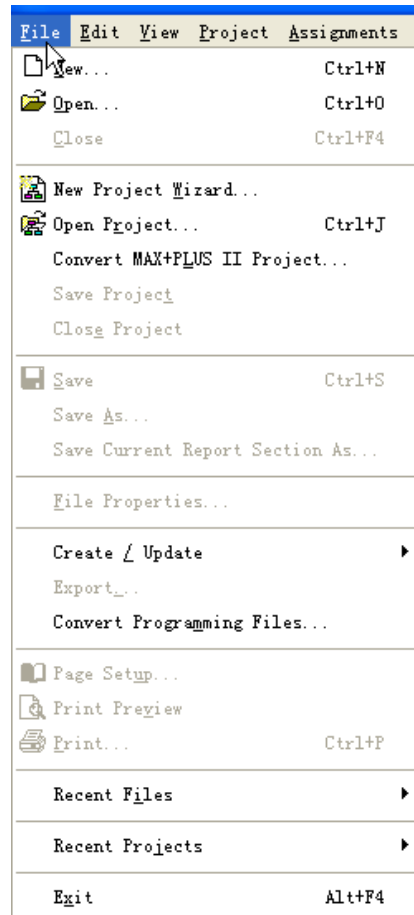 File Edit View Project Assignments
New... Ctrl+N
Open... Ctrl+O
Close Ctrl+F4
New Project Wizard...
Open Project... Ctrl+J
Convert MAX+PLUS II Project...
Save Project
Close Project
Save Ctrl+S
Save As...
Save Current Report Section As...
File Properties...
Create / Update
Export...
Convert Programming Files...
Page Setup...
Print Preview
Print... Ctrl+P
Recent Files
Recent Projects
Exit Alt+F4